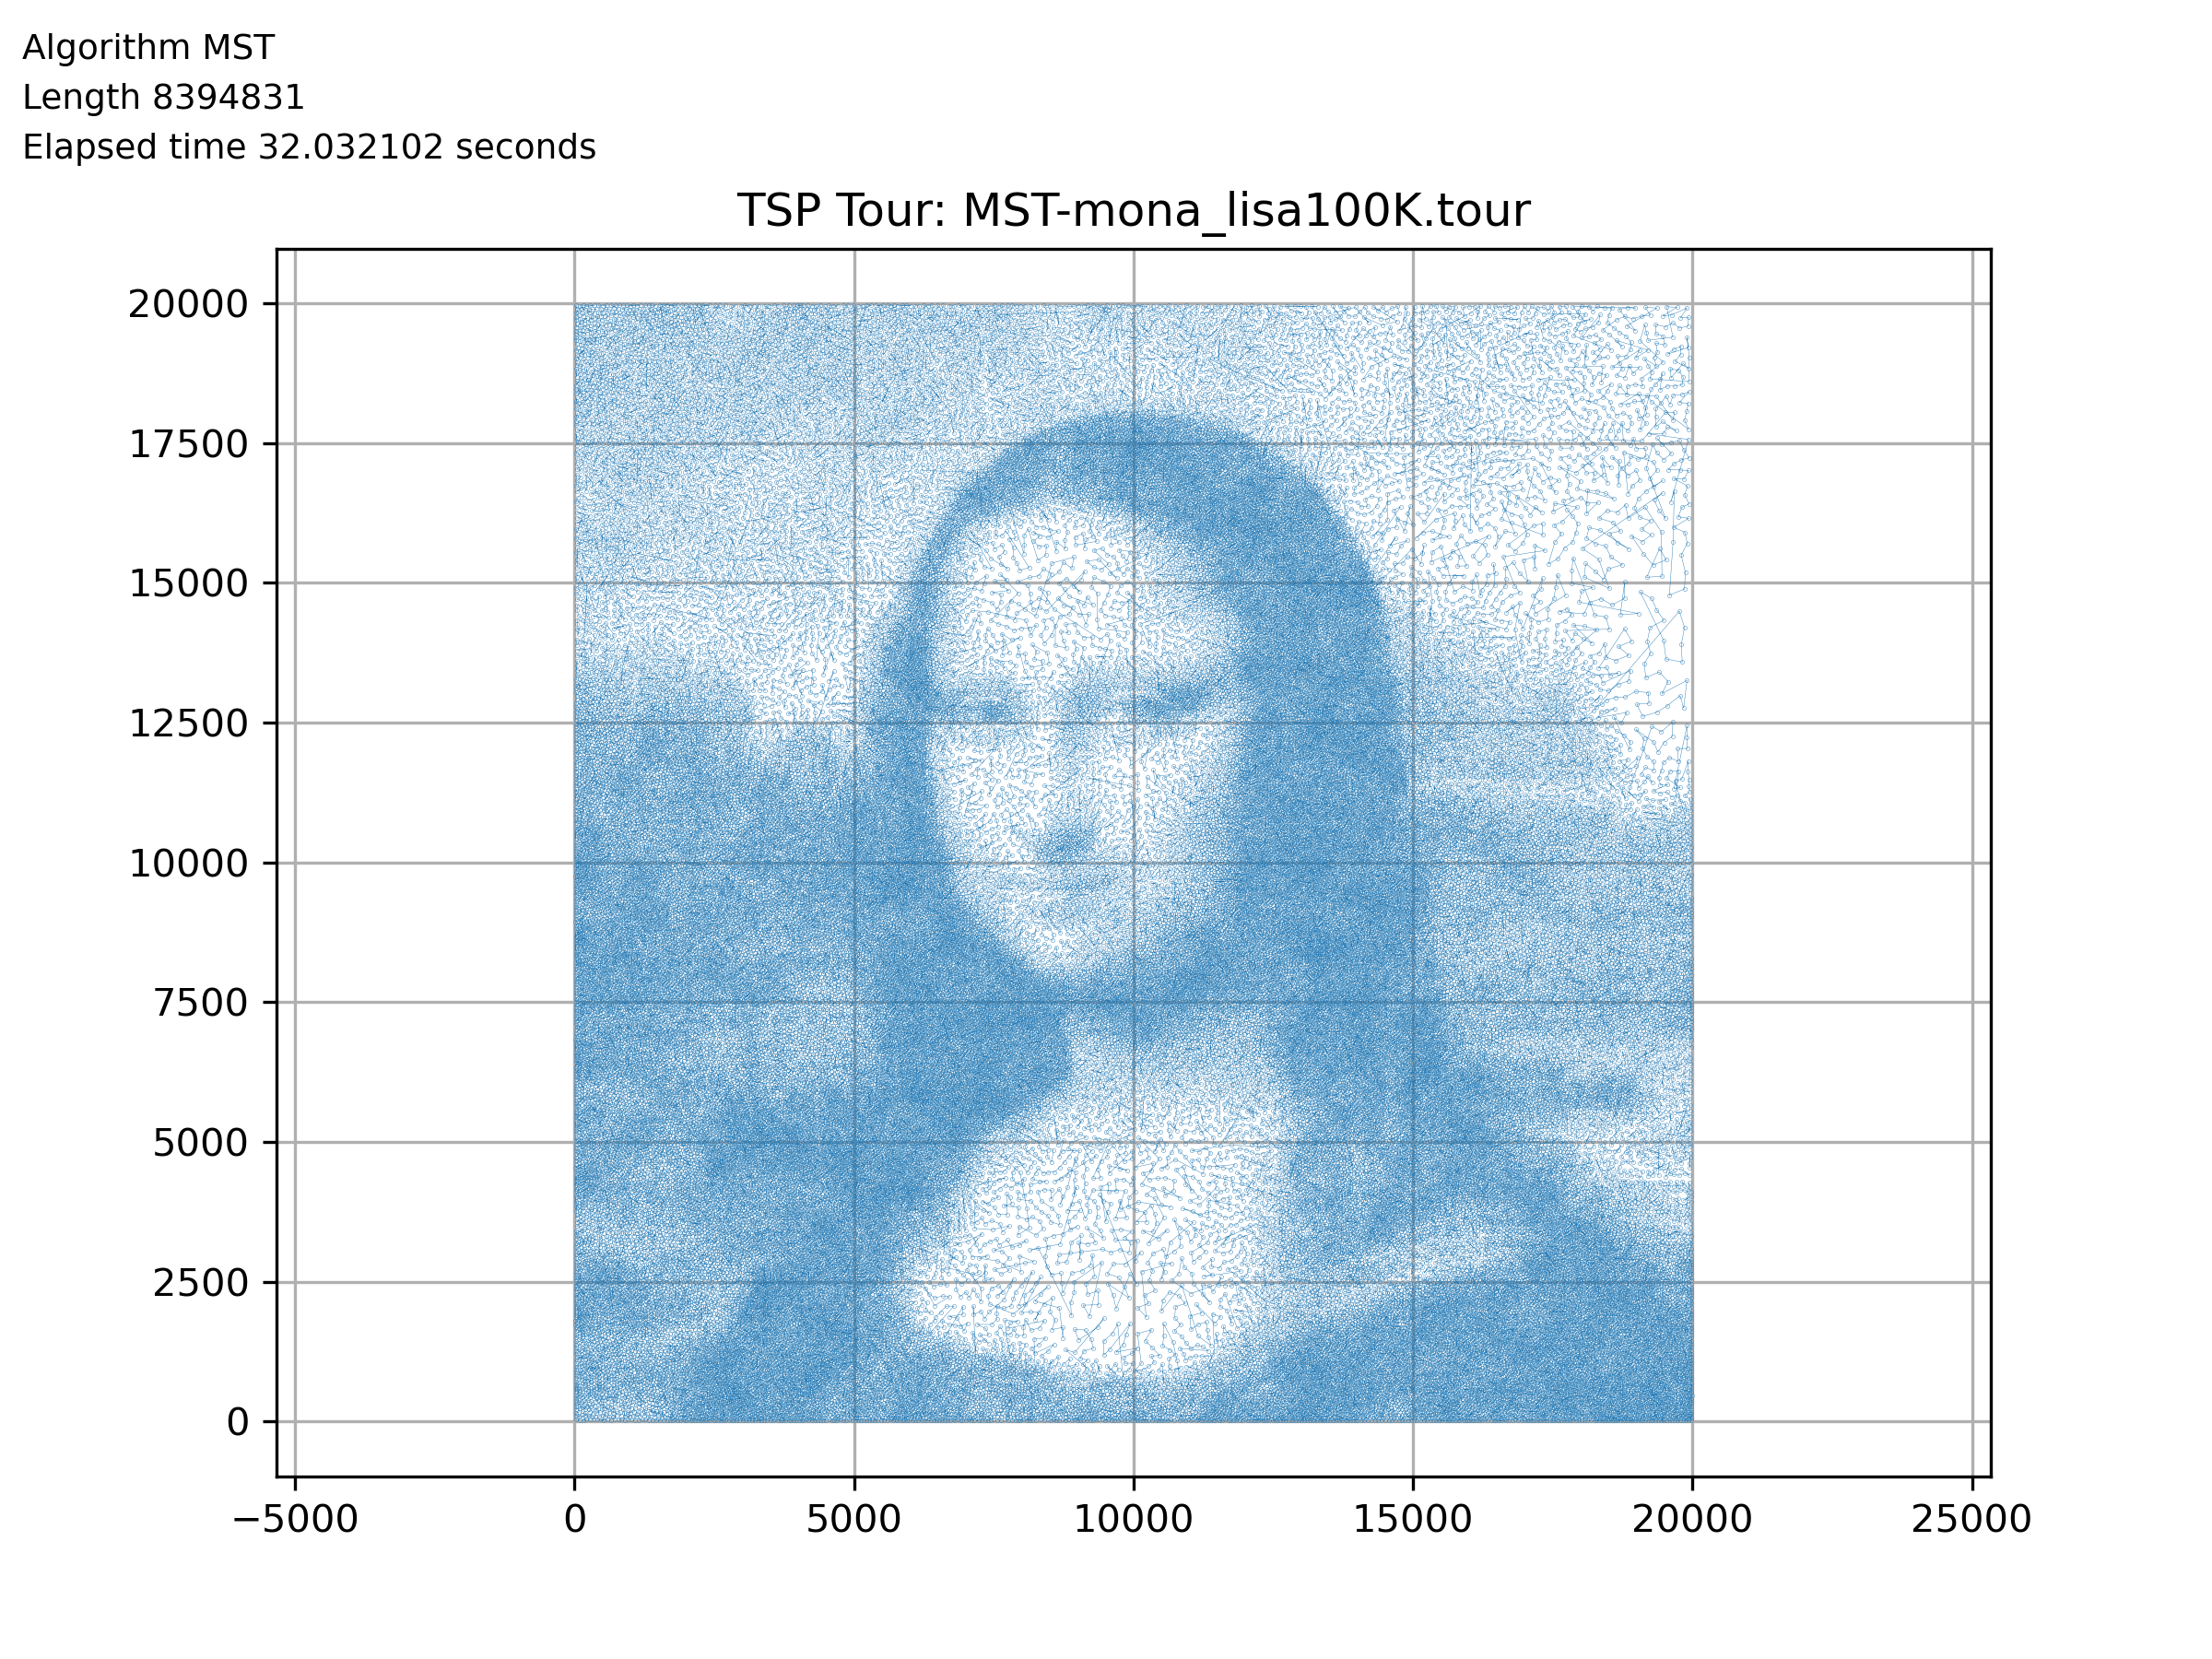 Algorithm MST
Length 8394831
Elapsed time 32.032102 seconds
TSP Tour: MST-mona_lisa100K.tour
20000
17500
15000
12500
10000
7500
5000
2500
0
−5000 0 5000 10000 15000 20000 25000